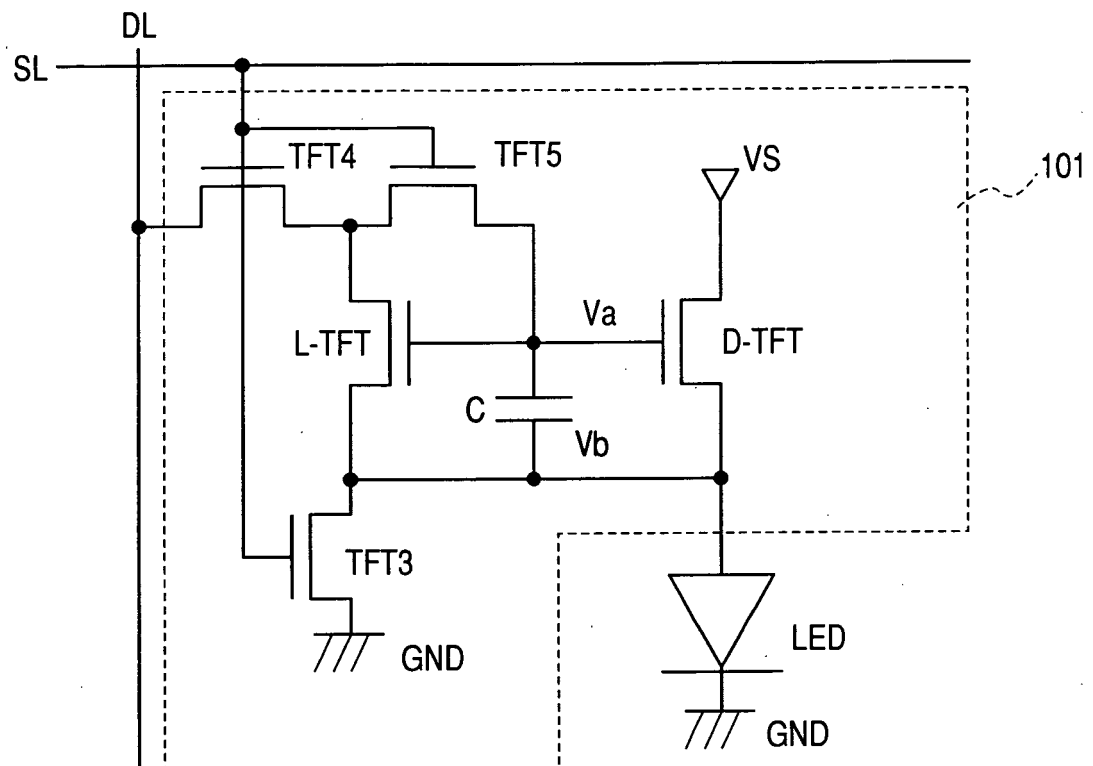 DL
SL
TFT4
TFT5
VS
101
Va
L-TFT
D-TFT
C
Vb
TFT3
LED
GND
GND